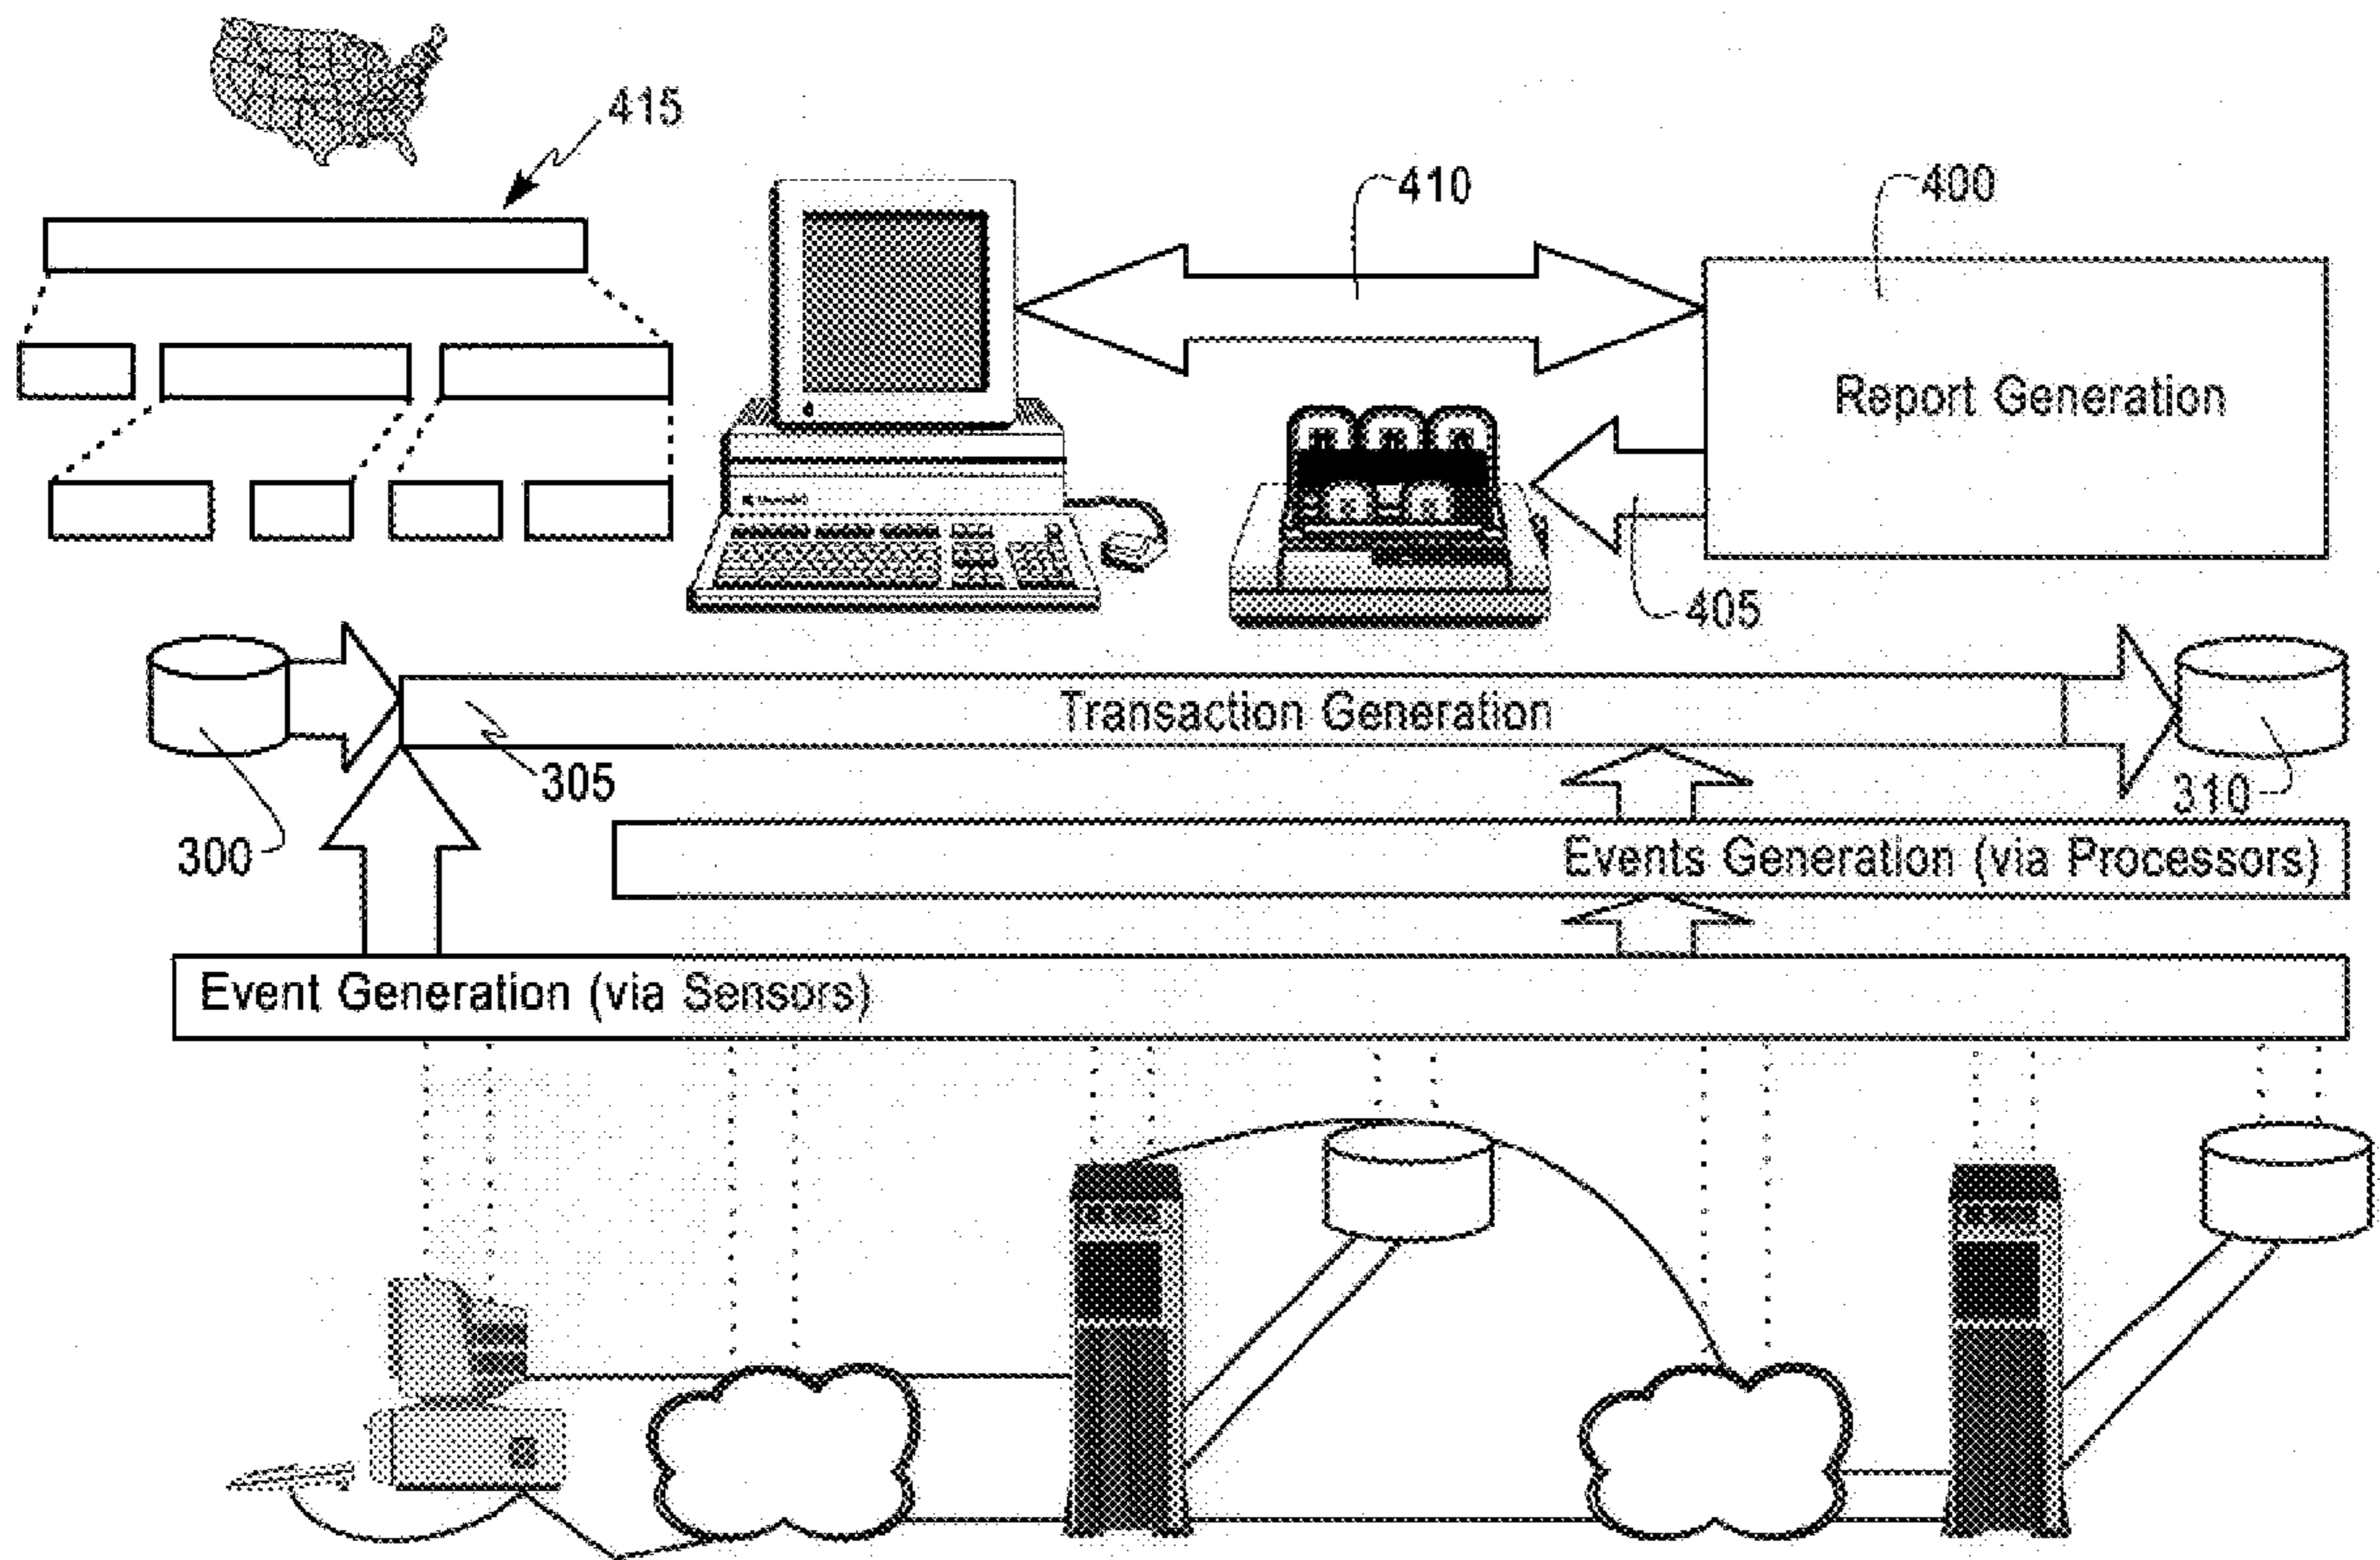 415
410
400
Report Generation
405
Transaction Generation
305
310
300
Events Generation (via Processors)
Event Generation (via Sensors)